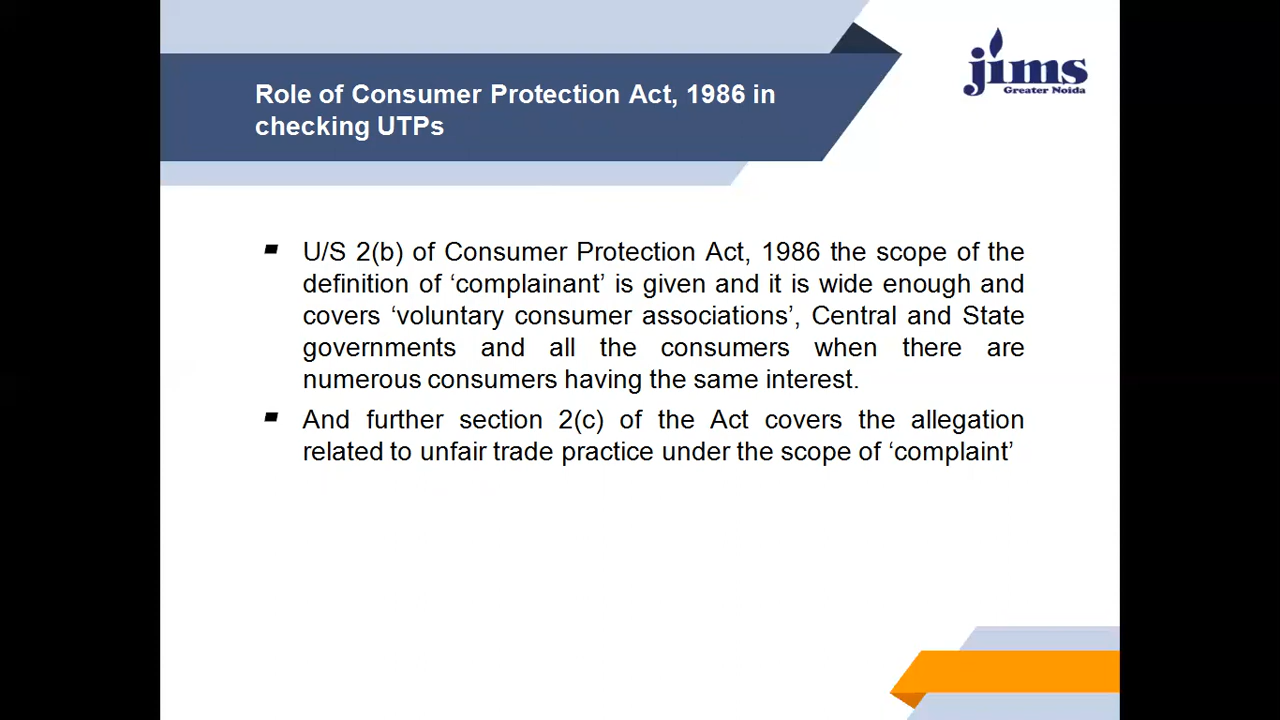 jims
Greater Noida
Role of Consumer Protection Act, 1986 in
checking UTPs
U/S 2(b) of Consumer Protection Act, 1986 the scope of the
definition of ‘complainant’ is given and it is wide enough and
covers ‘voluntary consumer associations’, Central and State
governments and all the consumers when there are
numerous consumers having the same interest.
And further section 2(c) of the Act covers the allegation
related to unfair trade practice under the scope of ‘complaint’